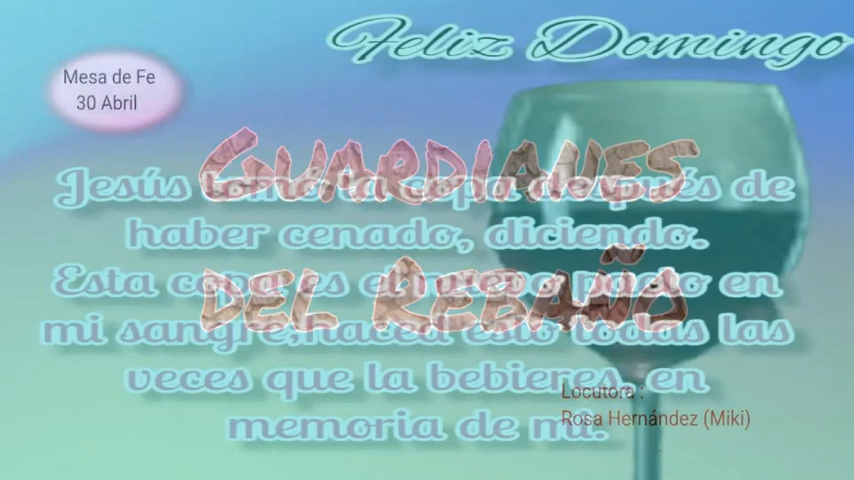 Feliz Domingo
Mesa de Fe
30 Abril
Guardianes
del Rebaño
Jesús tomó la copa después de
haber cenado, diciendo.
Esta copa es el nuevo pacto en
mi sangre,haced esto todas las
veces que la bebieres, en
memoria de mí.
Locutora :
Rosa Hernández (Miki)